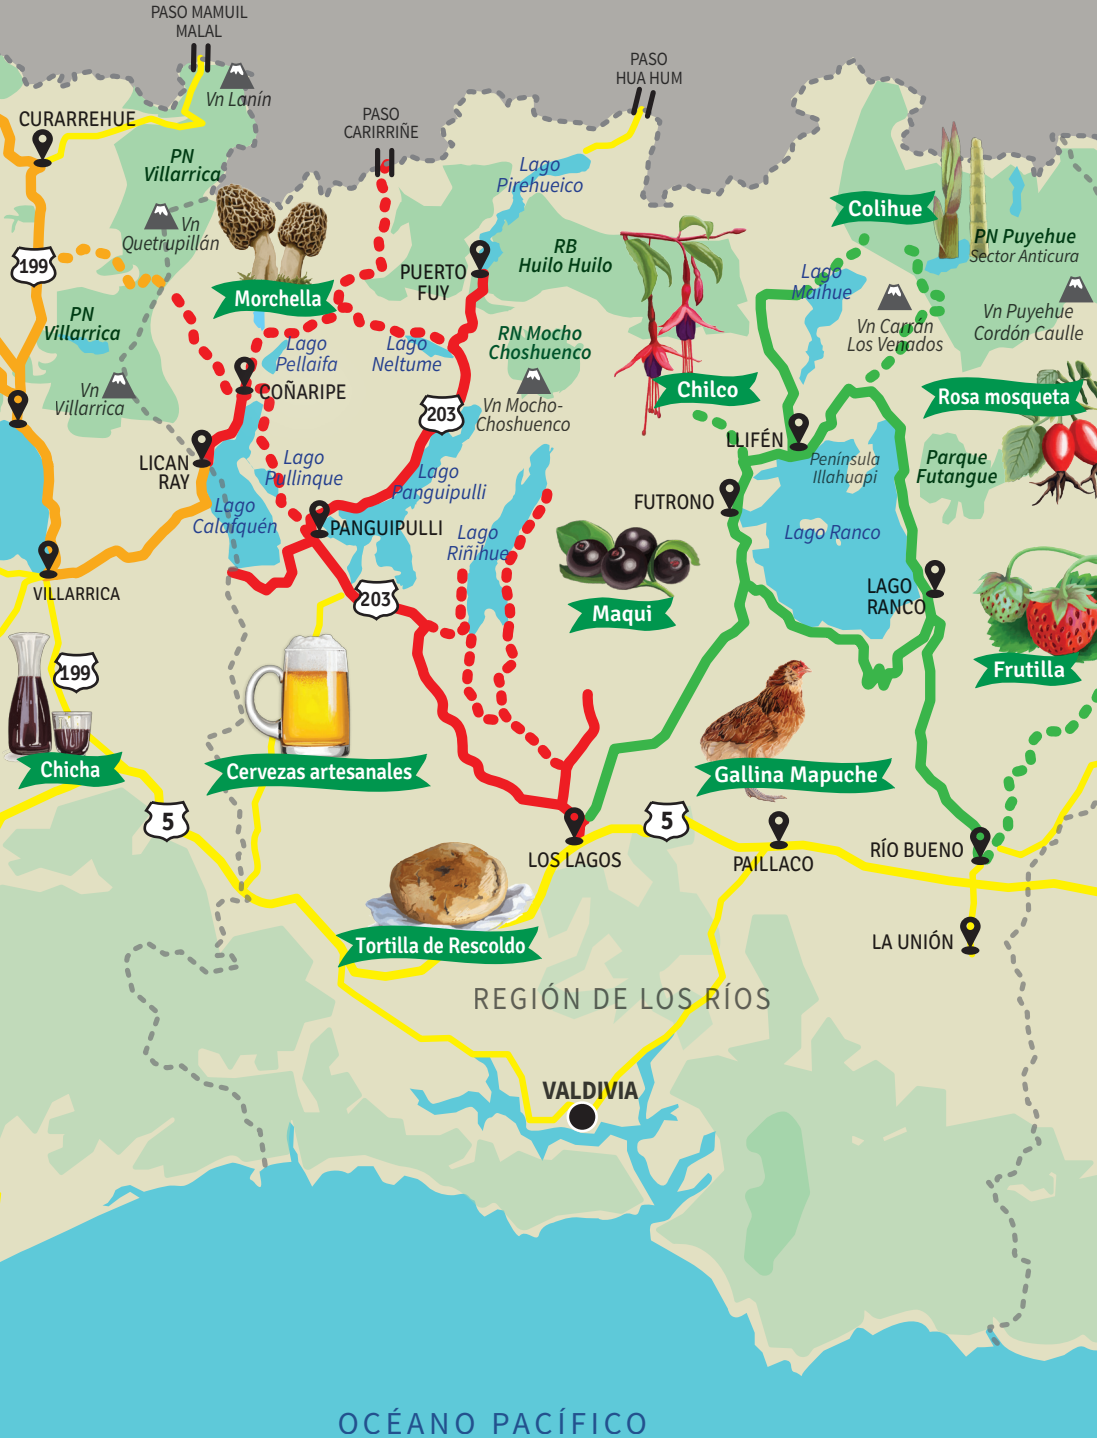 PASO MAMUIL
MALAL
Vn Lanín
CURARREHUE
PASO
CARIRRIÑE
PASO
HUA HUM
PN
Villarrica
Vn
Quetrupillán
Lago
Pirehueico
Colihue
PN Puyehue
Sector Anticura
199
PUERTO
FUY
RB
Huilo Huilo
Morchella
Lago
Maihue
Vn Puyehue
Cordón Caulle
PN
Villarrica
Lago
Pellaifa
Lago
Neltume
RN Mocho
Choshuenco
Vn Carrán
Los Venados
Vn
Villarrica
COÑARIPE
203
Vn Mocho-
Choshuenco
Chilco
Rosa mosqueta
LLIFÉN
LICAN
RAY
Lago
Pullinque
Lago
Panguipulli
Península
Illahuapi
Parque
Futangue
Lago
Calafquén
PANGUIPULLI
FUTRONO
Lago
Riñihue
Lago Ranco
VILLARRICA
203
Maqui
LAGO
RANCO
199
Frutilla
Chicha
Cervezas artesanales
Gallina Mapuche
5
5
LOS LAGOS
PAILLACO
RÍO BUENO
Tortilla de Rescoldo
LA UNIÓN
REGIÓN DE LOS RÍOS
VALDIVIA
OCÉANO PACÍFICO